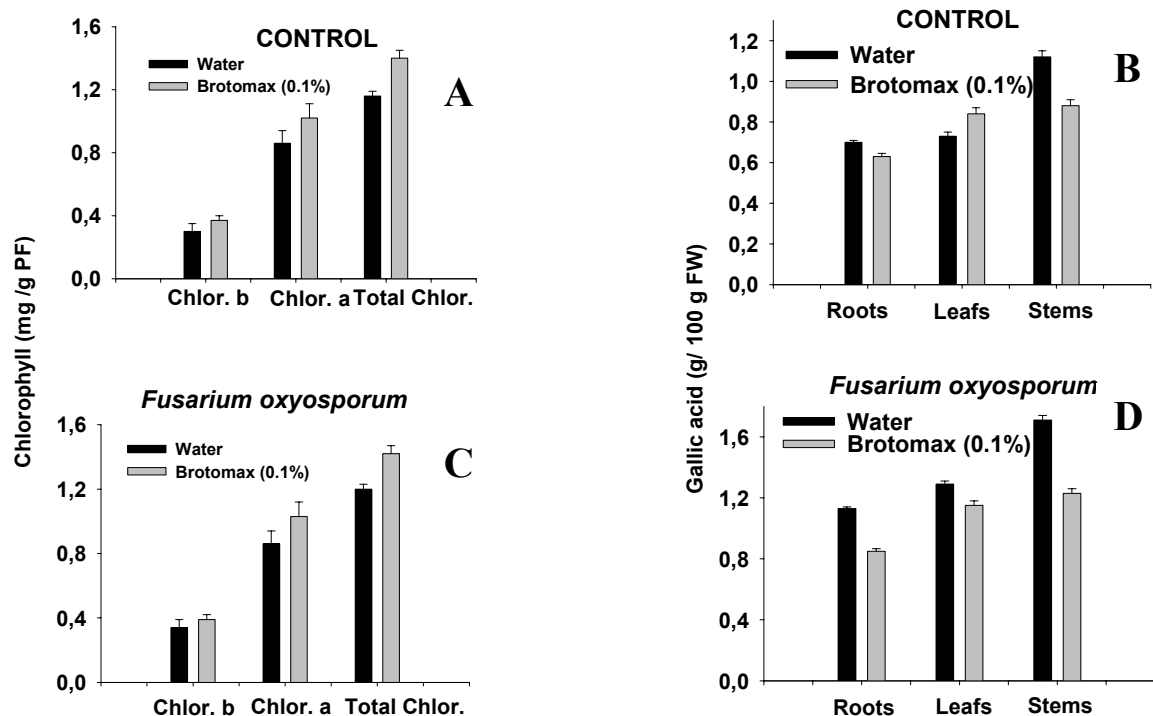 Chlorophyll (mg /g PF)
CONTROL
A
Water
Brotomax (0.1%)
1,6
1,2
0,8
0,4
0,0
Chlor. b Chlor. a Total Chlor.
Fusarium oxyosporum
C
Water
Brotomax (0.1%)
1,6
1,2
0,8
0,4
0,0
Chlor. b Chlor. a Total Chlor.
Gallic acid (g/ 100 g FW)
CONTROL
B
Water
Brotomax (0.1%)
1,2
1,0
0,8
0,6
0,4
0,2
0,0
Roots Leafs Stems
Fusarium oxyosporum
D
Water
Brotomax (0.1%)
1,6
1,2
0,8
0,4
0,0
Roots Leafs Stems